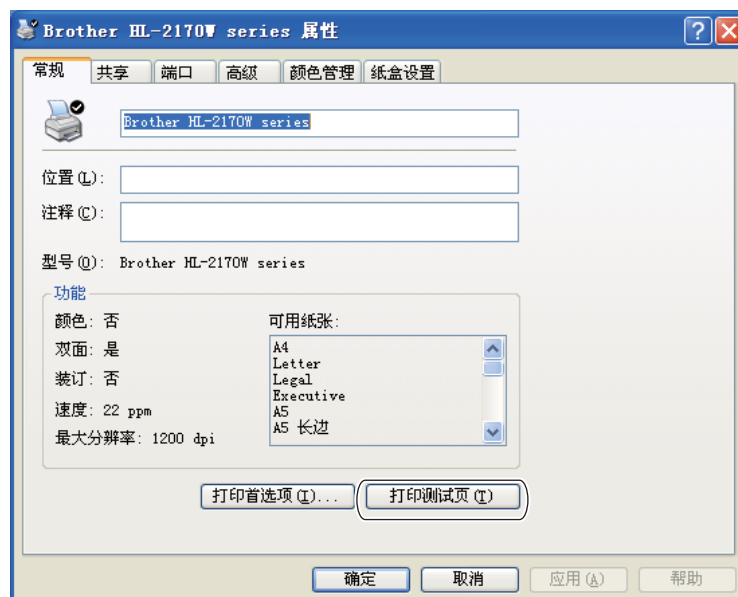 Brother HL-2170W series 属性
常规 共享 端口 高级 颜色管理 纸盒设置
Brother HL-2170W series
位置(L):
注释(C):
型号(O): Brother HL-2170W series
功能
颜色: 否
可用纸张:
双面: 是
装订: 否
速度: 22 ppm
最大分辨率: 1200 dpi
A4
Letter
Legal
Executive
A5
A5 长边
打印首选项(I)... 打印测试页(T)
确定 取消 应用(A) 帮助